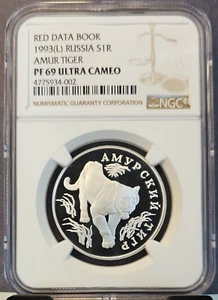 RED DATA BOOK
1993(L) RUSSIA S1R
AMUR TIGER
PF 69 ULTRA CAMEO
4775934-002
NUMISMATIC GUARANTY CORPORATION
NGC
АМУРСКИЙ ТИГР